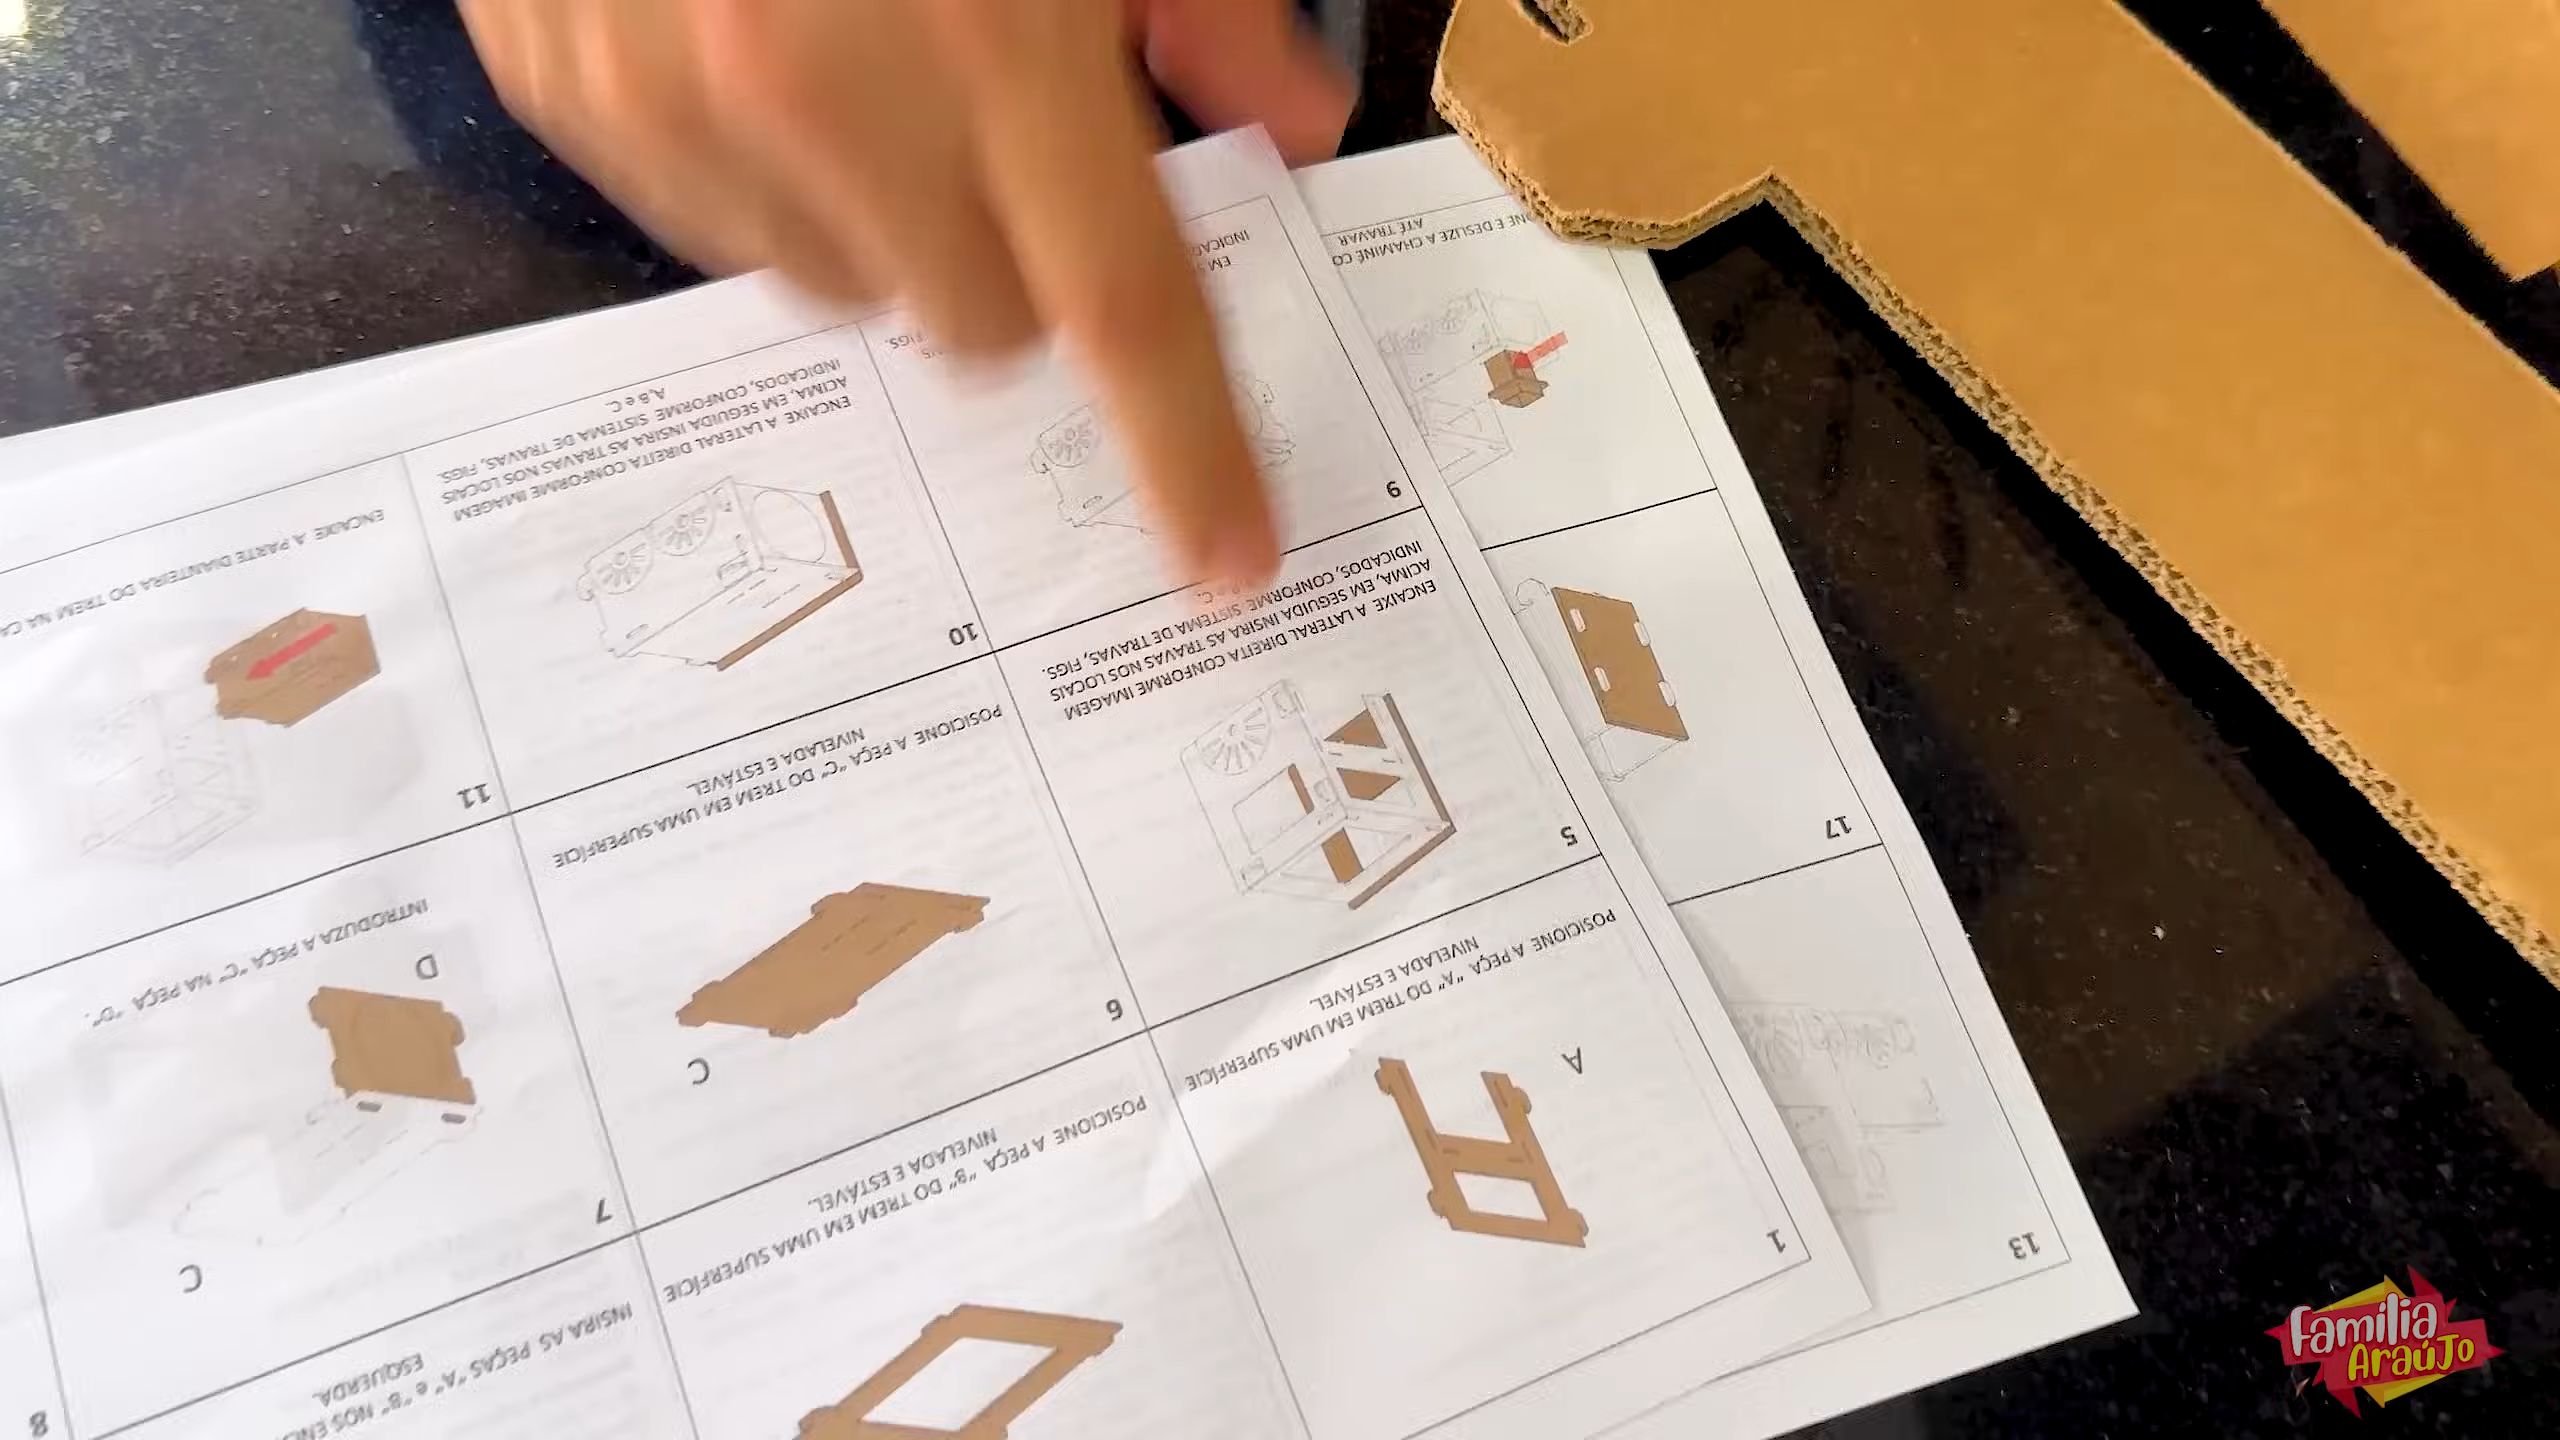 1
A
POSICIONE A PEÇA "A" DO TREM EM UMA SUPERFÍCIE
NIVELADA E ESTÁVEL.
POSICIONE A PEÇA "B" DO TREM EM UMA SUPERFÍCIE
NIVELADA E ESTÁVEL.
INSIRA AS PEÇAS "A" e "B" NOS
ESQUERDA.
5
ENCAIXE A LATERAL DIREITA CONFORME IMAGEM
ACIMA, EM, SEGUIDA INSIRA AS TRAVAS NOS LOCAIS
INDICADOS, CONFORME SISTEMA DE TRAVAS, FIGS.
e C.
6
C
POSICIONE A PEÇA "C" DO TREM EM UMA SUPERFÍCIE
NIVELADA E ESTÁVEL.
7
C
D
INTRODUZA A PEÇA "C" NA PEÇA "D".
8
9
EM
FIGS.
10
ENCAIXE A LATERAL DIREITA CONFORME IMAGEM
ACIMA, EM SEGUIDA INSIRA AS TRAVAS NOS LOCAIS
INDICADOS, CONFORME SISTEMA DE TRAVAS, FIGS.
A,B e C.
11
ENCAIXE A PARTE DIANTEIRA DO TREM NA
13
17
E DESLIZE A CHAMINÉ
ATÉ TRAVAR
Família
Araújo